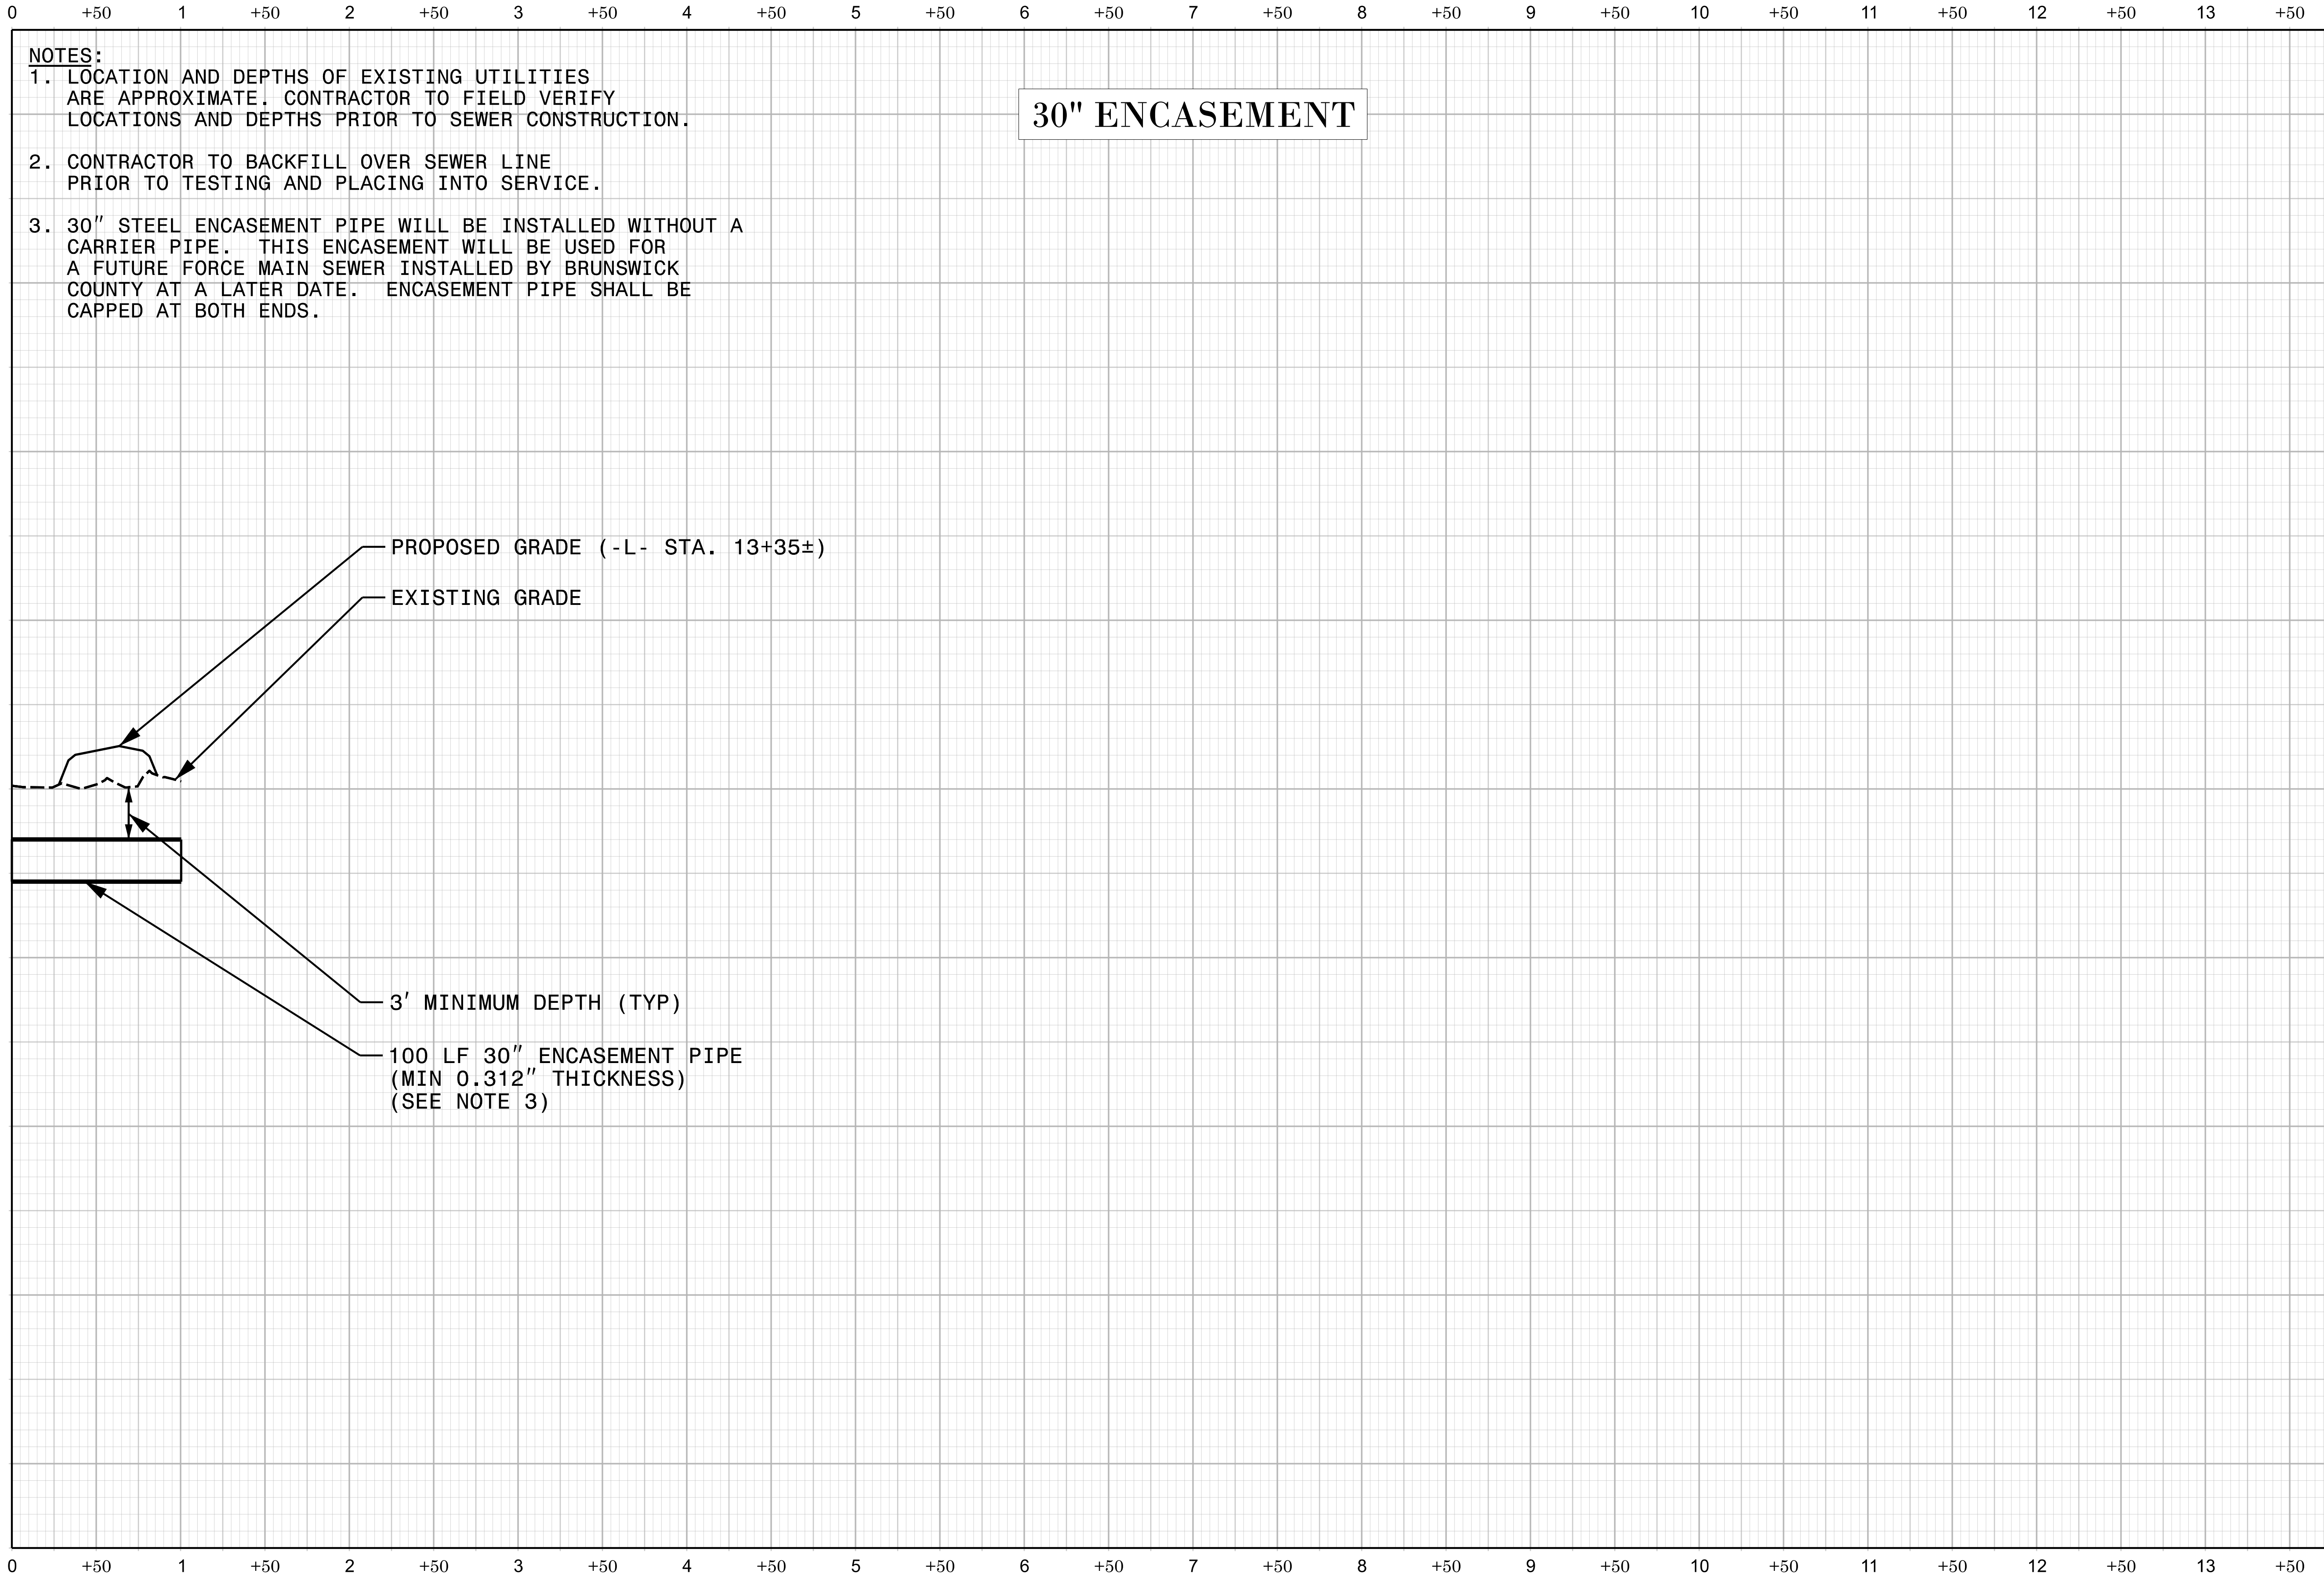 0 +50 1 +50 2 +50 3 +50 4 +50 5 +50 6 +50 7 +50 8 +50 9 +50 10 +50 11 +50 12 +50 13 +50
NOTES:
1. LOCATION AND DEPTHS OF EXISTING UTILITIES
ARE APPROXIMATE. CONTRACTOR TO FIELD VERIFY
LOCATIONS AND DEPTHS PRIOR TO SEWER CONSTRUCTION.
30" ENCASEMENT
2. CONTRACTOR TO BACKFILL OVER SEWER LINE
PRIOR TO TESTING AND PLACING INTO SERVICE.
3. 30" STEEL ENCASEMENT PIPE WILL BE INSTALLED WITHOUT A
CARRIER PIPE. THIS ENCASEMENT WILL BE USED FOR
A FUTURE FORCE MAIN SEWER INSTALLED BY BRUNSWICK
COUNTY AT A LATER DATE. ENCASEMENT PIPE SHALL BE
CAPPED AT BOTH ENDS.
PROPOSED GRADE (-L- STA. 13+35±)
EXISTING GRADE
3' MINIMUM DEPTH (TYP)
100 LF 30" ENCASEMENT PIPE
(MIN 0.312" THICKNESS)
(SEE NOTE 3)
0 +50 1 +50 2 +50 3 +50 4 +50 5 +50 6 +50 7 +50 8 +50 9 +50 10 +50 11 +50 12 +50 13 +50